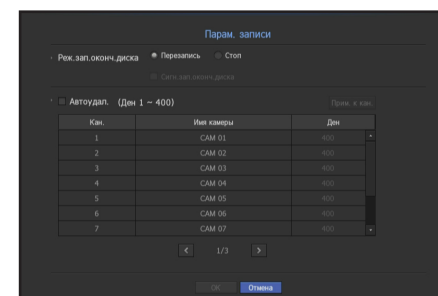 Парам. записи
Реж.зап.оконч.диска Перезапись Стоп
Сигн.зап.оконч.диска
Автоудал. (Ден 1 ~ 400) Прим. к кан.
Кан. Имя камеры Ден
1 CAM 01 400
2 CAM 02 400
3 CAM 03 400
4 CAM 04 400
5 CAM 05 400
6 CAM 06 400
7 CAM 07 400
< 1/3 >
OK Отмена